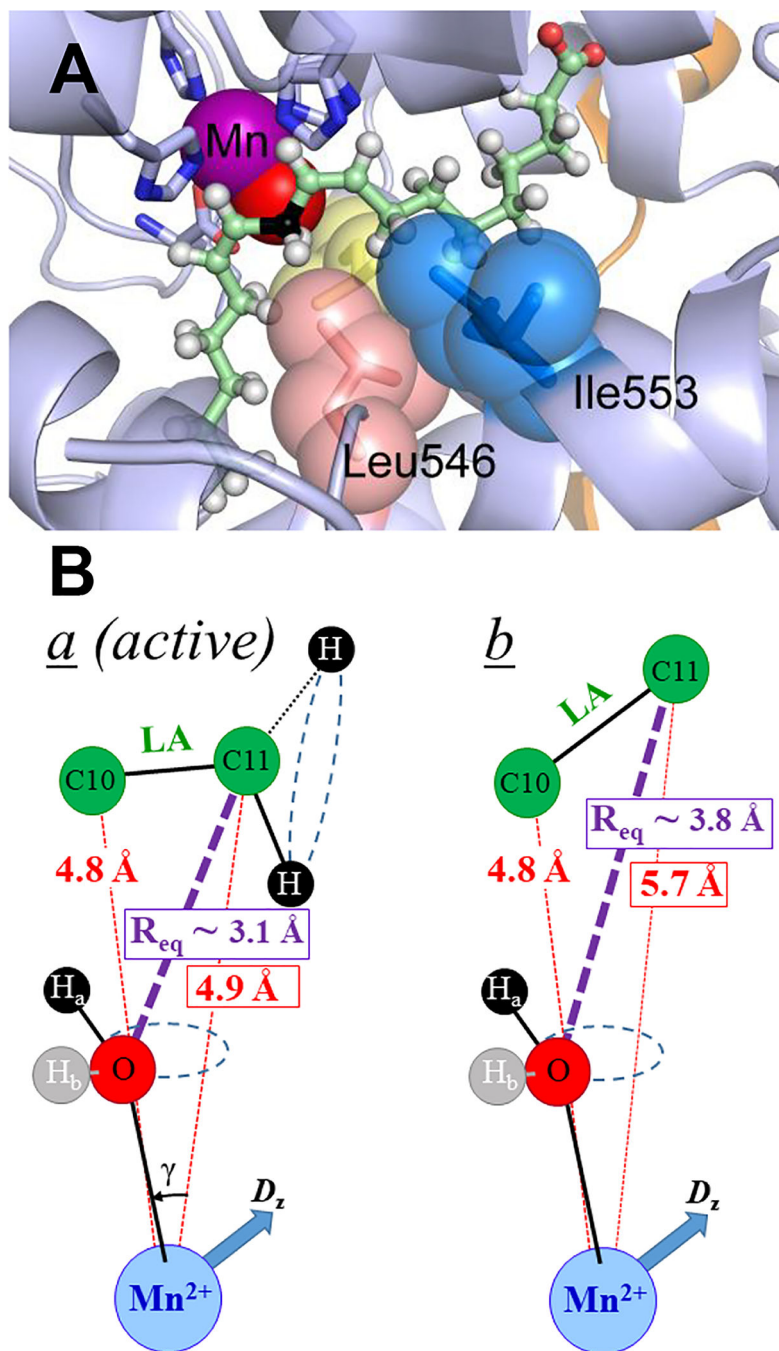 A
Mn
Ile553
Leu546
B
a (active)
b
H
LA
C10
C11
H
4.8 Å
Req ~ 3.1 Å
4.9 Å
Ha
Hb
O
γ
Dz
Mn2+
C11
LA
C10
Req ~ 3.8 Å
4.8 Å
5.7 Å
Ha
Hb
O
Dz
Mn2+